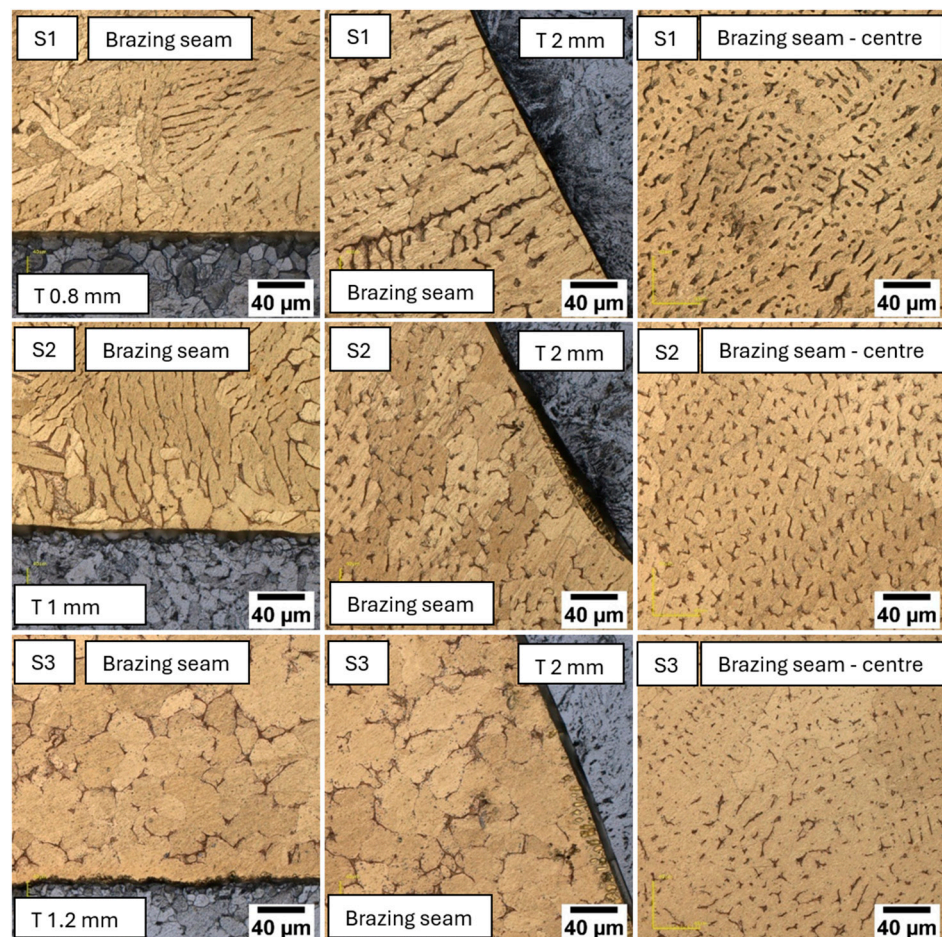 S1
Brazing seam
T 0.8 mm
40 µm
S1
T 2 mm
Brazing seam
40 µm
S1
Brazing seam - centre
40 µm
S2
Brazing seam
T 1 mm
40 µm
S2
T 2 mm
Brazing seam
40 µm
S2
Brazing seam - centre
40 µm
S3
Brazing seam
T 1.2 mm
40 µm
S3
T 2 mm
Brazing seam
40 µm
S3
Brazing seam - centre
40 µm